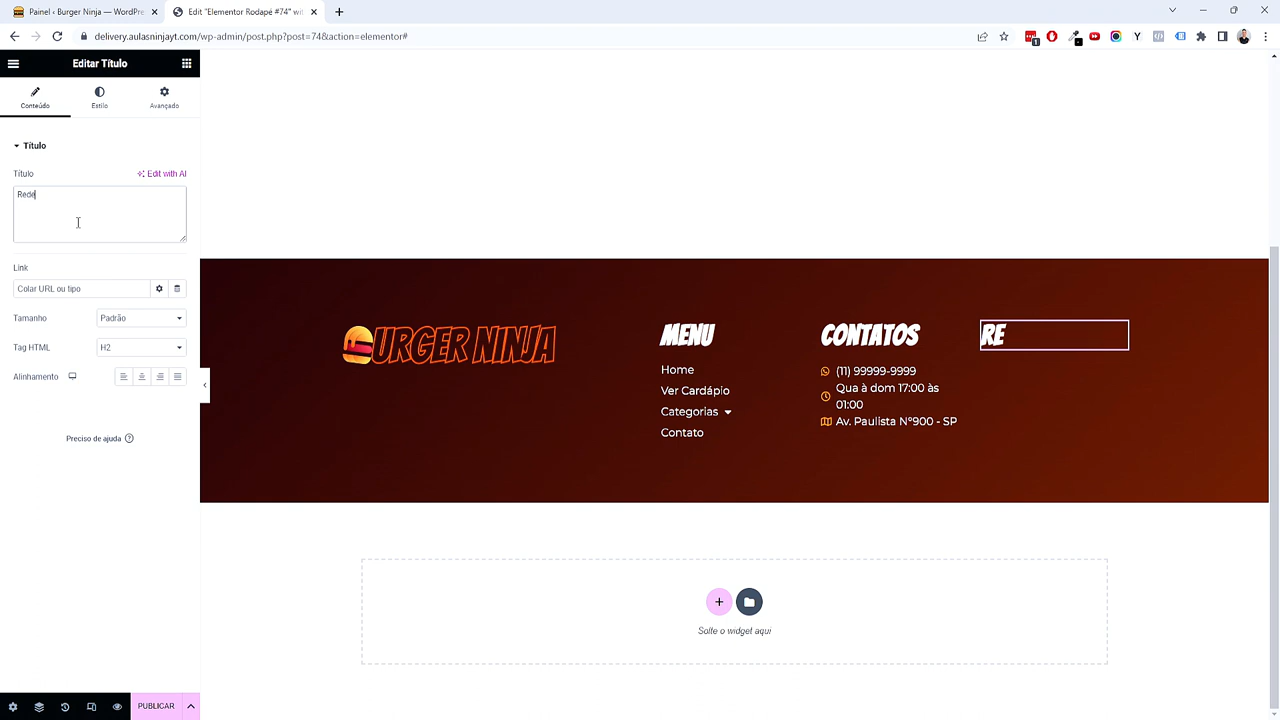 Painel ‹ Burger Ninja — WordPre
Edit "Elementor Rodapé #74" wit
delivery.aulasninjayt.com/wp-admin/post.php?post=74&action=elementor#
Editar Título
Conteúdo
Estilo
Avançado
Título
Título
Edit with AI
Rede
Link
Colar URL ou tipo
Tamanho
Padrão
Tag HTML
H2
Alinhamento
Preciso de ajuda
PUBLICAR
URGER NINJA
MENU
Home
Ver Cardápio
Categorias
Contato
CONTATOS
(11) 99999-9999
Qua à dom 17:00 às
01:00
Av. Paulista N°900 - SP
RE
Solte o widget aqui